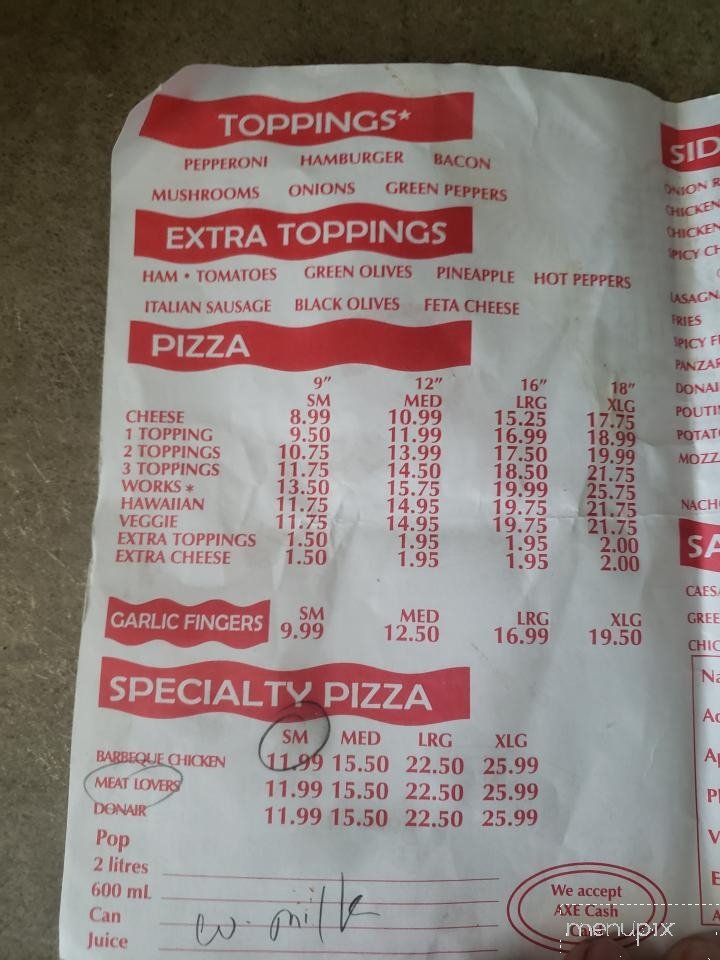 TOPPINGS*
PEPPERONI HAMBURGER BACON
MUSHROOMS ONIONS GREEN PEPPERS
EXTRA TOPPINGS
HAM • TOMATOES GREEN OLIVES PINEAPPLE HOT PEPPERS
ITALIAN SAUSAGE BLACK OLIVES FETA CHEESE
PIZZA
9" 12" 16" 18"
SM MED LRG XLG
CHEESE 8.99 10.99 15.25 17.75
1 TOPPING 9.50 11.99 16.99 18.99
2 TOPPINGS 10.75 13.99 17.50 19.99
3 TOPPINGS 11.75 14.50 18.50 21.75
WORKS * 13.50 15.75 19.99 25.75
HAWAIIAN 11.75 14.95 19.75 21.75
VEGGIE 11.75 14.95 19.75 21.75
EXTRA TOPPINGS 1.50 1.95 1.95 2.00
EXTRA CHEESE 1.50 1.95 1.95 2.00
GARLIC FINGERS
SM MED LRG XLG
9.99 12.50 16.99 19.50
SPECIALTY PIZZA
SM MED LRG XLG
BARBEQUE CHICKEN 11.99 15.50 22.50 25.99
MEAT LOVERS 11.99 15.50 22.50 25.99
DONAIR 11.99 15.50 22.50 25.99
Pop
2 litres
600 mL
Can
Juice
w. milk
We accept
AXE Cash
SID
ONION R
CHICKEN
CHICKEN
SPICY CH
LASAGN
FRIES
SPICY F
PANZAR
DONAI
POUTI
POTAT
MOZZ
NACH
SA
CAESA
GREE
CHIC
Na
Ad
Ap
Pl
V
E
A
menupix